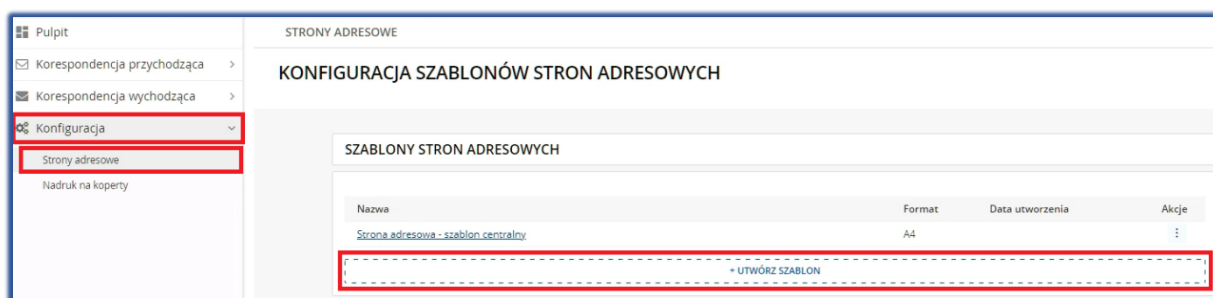 Pulpit
Korespondencja przychodząca
Korespondencja wychodząca
Konfiguracja
Strony adresowe
Nadruk na koperty
STRONY ADRESOWE
KONFIGURACJA SZABLONÓW STRON ADRESOWYCH
SZABLONY STRON ADRESOWYCH
Nazwa Format Data utworzenia Akcje
Strona adresowa - szablon centralny A4
+ UTWÓRZ SZABLON